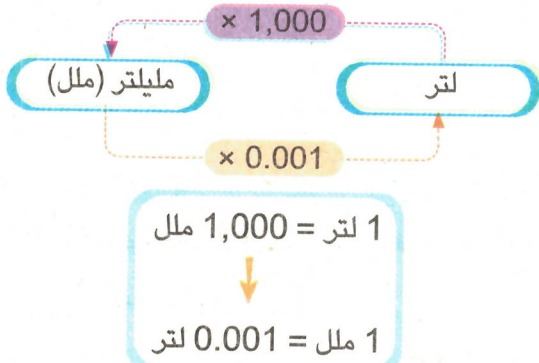 × 1,000
لتر
مليلتر (ملل)
× 0.001
1 لتر = 1,000 ملل
1 ملل = 0.001 لتر